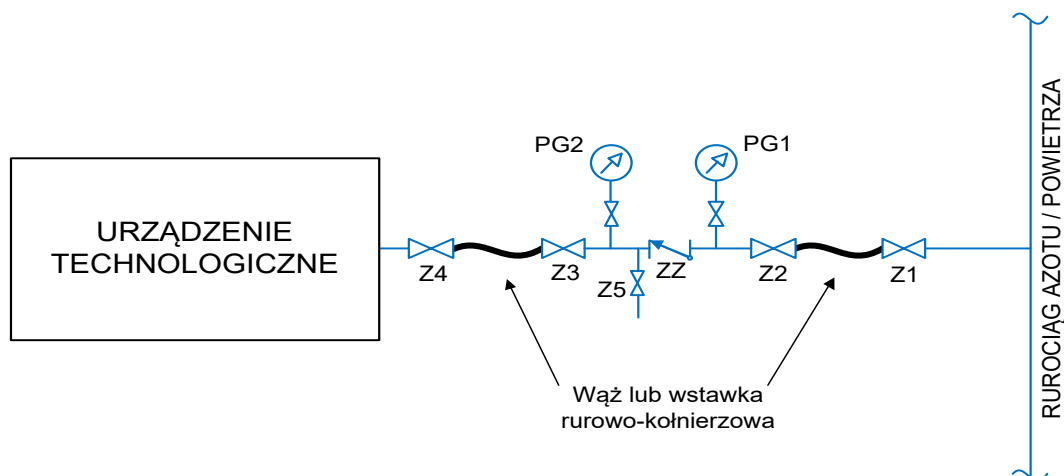 PG2
PG1
URZĄDZENIE
TECHNOLOGICZNE
Z4
Z3
Z5
ZZ
Z2
Z1
Wąż lub wstawka
rurowo-kołnierzowa
RUROCIĄG AZOTU / POWIETRZA